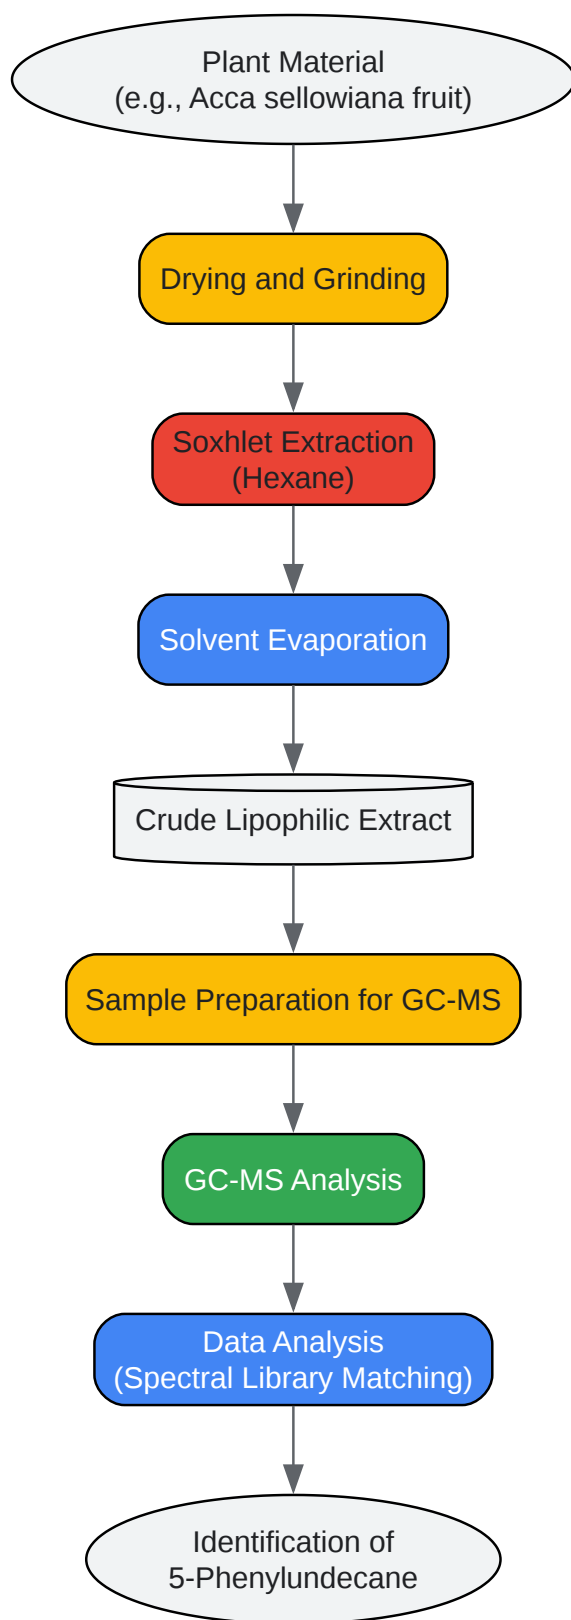 Plant Material
(e.g., Acca sellowiana fruit)
Drying and Grinding
Soxhlet Extraction
(Hexane)
Solvent Evaporation
Crude Lipophilic Extract
Sample Preparation for GC-MS
GC-MS Analysis
Data Analysis
(Spectral Library Matching)
Identification of
5-Phenylundecane